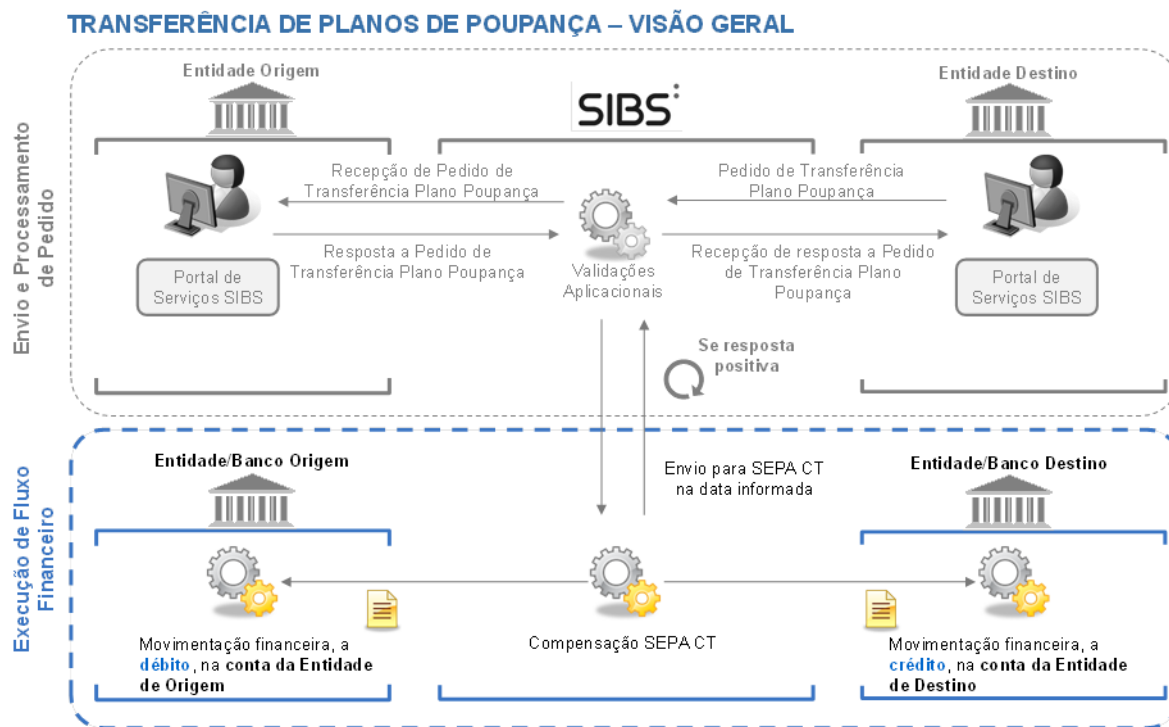 TRANSFERÊNCIA DE PLANOS DE POUPANÇA – VISÃO GERAL
Envio e Processamento
de Pedido
Entidade Origem
SIBS
Entidade Destino
Recepção de Pedido de
Transferência Plano Poupança
Pedido de Transferência
Plano Poupança
Resposta a Pedido de
Transferência Plano Poupança
Validações
Aplicacionais
Recepção de resposta a Pedido
de Transferência Plano
Poupança
Portal de
Serviços SIBS
Portal de
Serviços SIBS
Se resposta
positiva
Execução de Fluxo
Financeiro
Entidade/Banco Origem
Envio para SEPA CT
na data informada
Entidade/Banco Destino
Movimentação financeira, a
débito, na conta da Entidade
de Origem
Compensação SEPA CT
Movimentação financeira, a
crédito, na conta da Entidade
de Destino